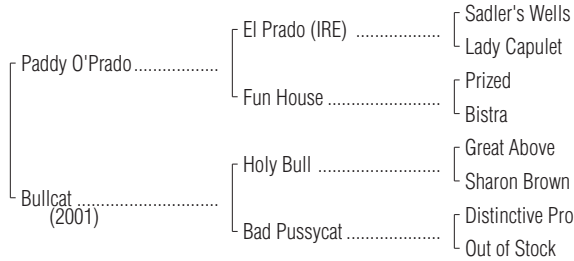 Sadler's Wells
El Prado (IRE) ..................
Lady Capulet
Paddy O'Prado..................
Prized
Fun House ........................
Bistra
Great Above
Holy Bull ..........................
Sharon Brown
Bullcat ..............................
(2001)
Distinctive Pro
Bad Pussycat ....................
Out of Stock